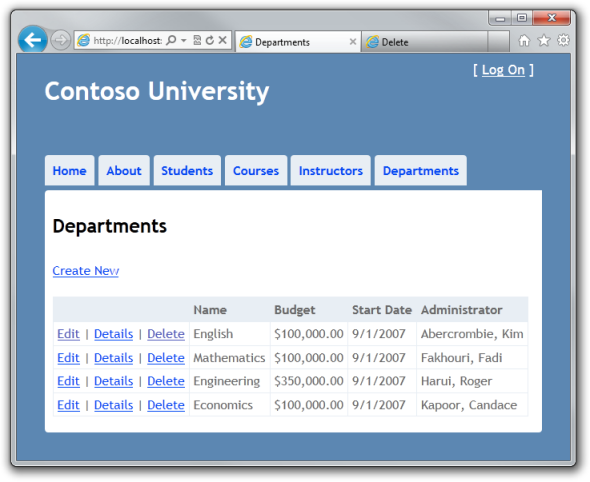 http://localhost: Departments Delete
[ Log On ]
Contoso University
Home About Students Courses Instructors Departments
Departments
Create New
Name Budget Start Date Administrator
Edit | Details | Delete English $100,000.00 9/1/2007 Abercrombie, Kim
Edit | Details | Delete Mathematics $100,000.00 9/1/2007 Fakhouri, Fadi
Edit | Details | Delete Engineering $350,000.00 9/1/2007 Harui, Roger
Edit | Details | Delete Economics $100,000.00 9/1/2007 Kapoor, Candace